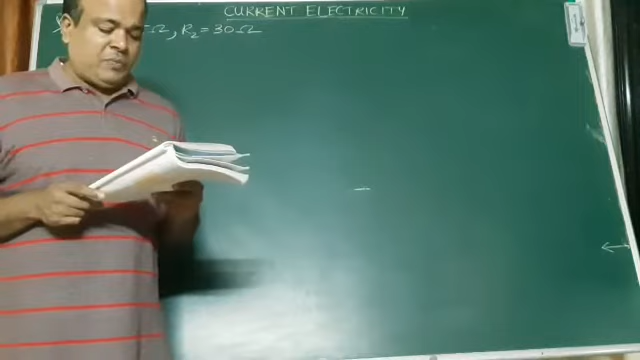 CURRENT ELECTRICITY
Ω, R₂ = 30Ω